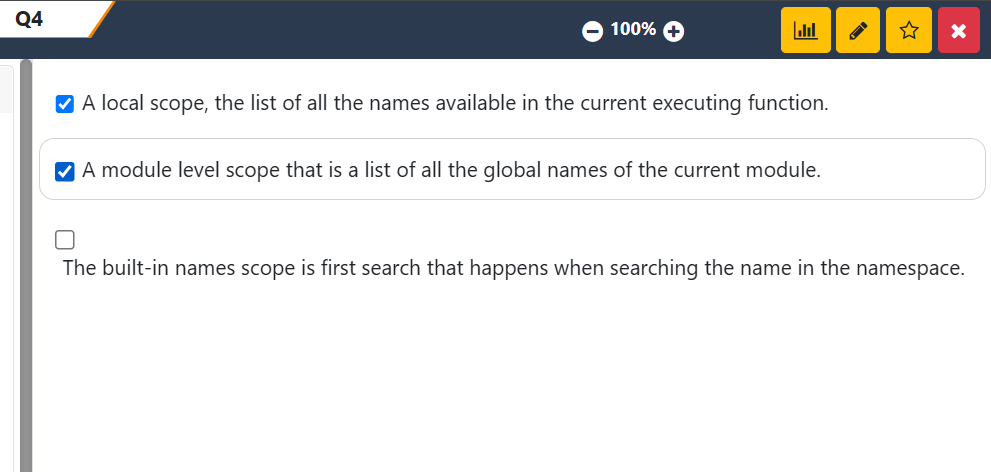 Q4
100%
A local scope, the list of all the names available in the current executing function.
A module level scope that is a list of all the global names of the current module.
The built-in names scope is first search that happens when searching the name in the namespace.